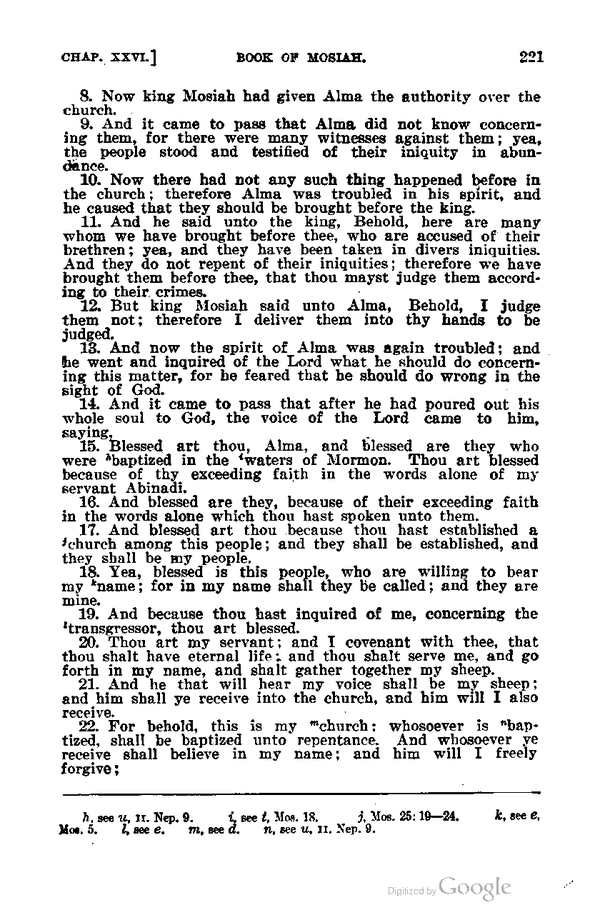 CHAP. XXVI.] BOOK OF MOSIAH. 221
8. Now king Mosiah had given Alma the authority over the
church.
9. And it came to pass that Alma did not know concern-
ing them, for there were many witnesses against them; yea,
the people stood and testified of their iniquity in abun-
dance.
10. Now there had not any such thing happened before in
the church; therefore Alma was troubled in his spirit, and
he caused that they should be brought before the king.
11. And he said unto the king, Behold, here are many
whom we have brought before thee, who are accused of their
brethren; yea, and they have been taken in divers iniquities.
And they do not repent of their iniquities; therefore we have
brought them before thee, that thou mayst judge them accord-
ing to their crimes.
12. But king Mosiah said unto Alma, Behold, I judge
them not; therefore I deliver them into thy hands to be
judged.
13. And now the spirit of Alma was again troubled; and
he went and inquired of the Lord what he should do concern-
ing this matter, for he feared that he should do wrong in the
sight of God.
14. And it came to pass that after he had poured out his
whole soul to God, the voice of the Lord came to him,
saying,
15. Blessed art thou, Alma, and blessed are they who
were hbaptized in the iwaters of Mormon. Thou art blessed
because of thy exceeding faith in the words alone of my
servant Abinadi.
16. And blessed are they, because of their exceeding faith
in the words alone which thou hast spoken unto them.
17. And blessed art thou because thou hast established a
jchurch among this people; and they shall be established, and
they shall be my people.
18. Yea, blessed is this people, who are willing to bear
my kname; for in my name shall they be called; and they are
mine.
19. And because thou hast inquired of me, concerning the
ltransgressor, thou art blessed.
20. Thou art my servant; and I covenant with thee, that
thou shalt have eternal life; and thou shalt serve me, and go
forth in my name, and shalt gather together my sheep.
21. And he that will hear my voice shall be my sheep;
and him shall ye receive into the church, and him will I also
receive.
22. For behold, this is my mchurch: whosoever is nbap-
tized, shall be baptized unto repentance. And whosoever ye
receive shall believe in my name; and him will I freely
forgive;
h, see u, II. Nep. 9. i, see t, Mos. 18. j, Mos. 25: 19—24. k, see e,
Mos. 5. l, see e. m, see d. n, see u, II. Nep. 9.
Digitized by Google